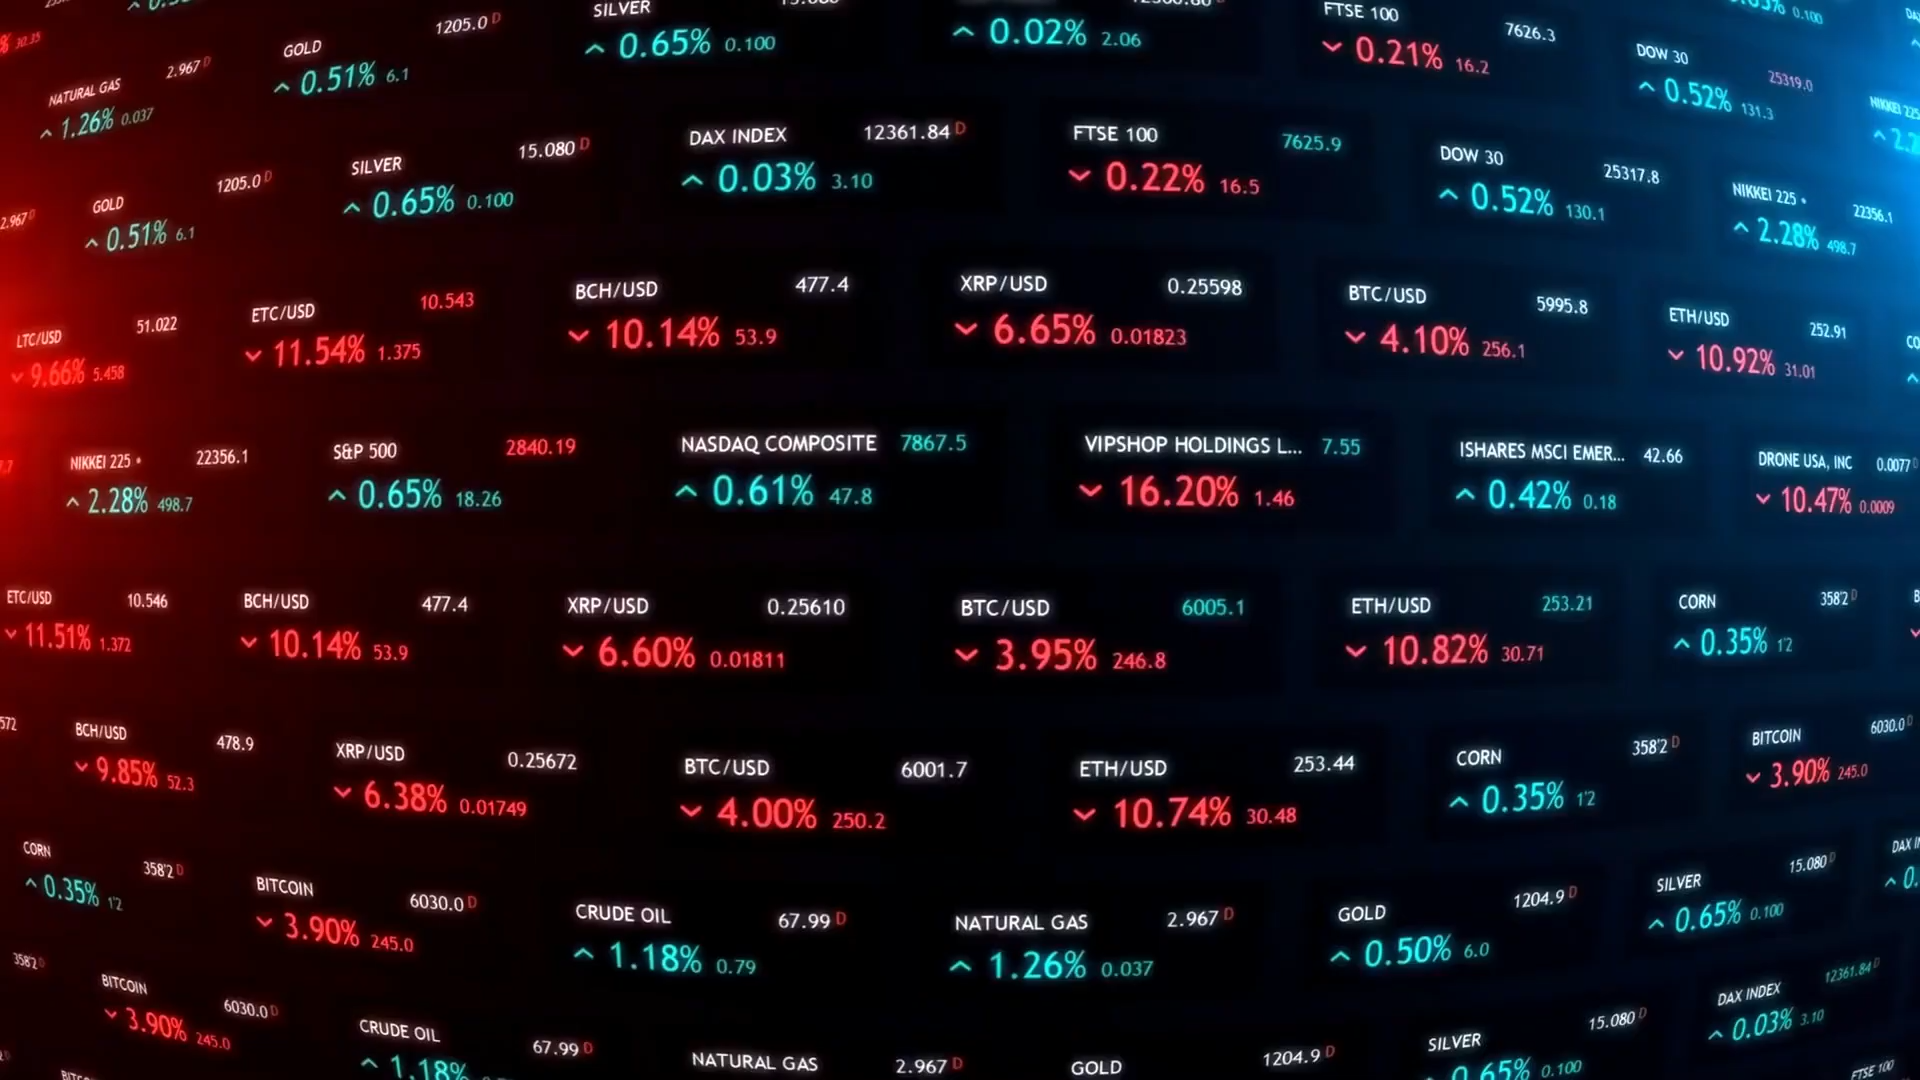 SILVER
GOLD 1205.0 D
0.65% 0.100
0.02% 2.06
FTSE 100 7626.3
0.21% 16.2
DOW 30 25319.0
0.52% 131.3
NATURAL GAS 2.967 D
1.26% 0.037
0.51% 6.1
DAX INDEX 12361.84 D
0.03% 3.10
FTSE 100 7625.9
0.22% 16.5
DOW 30 25317.8
0.52% 130.1
NIKKEI 225 22356.1
2.28% 498.7
SILVER 15.080 D
0.65% 0.100
GOLD 1205.0 D
0.51% 6.1
LTC/USD 51.022
9.66% 5.458
ETC/USD 10.543
11.54% 1.375
BCH/USD 477.4
10.14% 53.9
XRP/USD 0.25598
6.65% 0.01823
BTC/USD 5995.8
4.10% 256.1
ETH/USD 252.91
10.92% 31.01
NIKKEI 225 22356.1
2.28% 498.7
S&P 500 2840.19
0.65% 18.26
NASDAQ COMPOSITE 7867.5
0.61% 47.8
VIPSHOP HOLDINGS L... 7.55
16.20% 1.46
ISHARES MSCI EMER... 42.66
0.42% 0.18
DRONE USA, INC 0.0077 D
10.47% 0.0009
ETC/USD 10.546
11.51% 1.372
BCH/USD 477.4
10.14% 53.9
XRP/USD 0.25610
6.60% 0.01811
BTC/USD 6005.1
3.95% 246.8
ETH/USD 253.21
10.82% 30.71
CORN 358'2 D
0.35% 1'2
BCH/USD 478.9
9.85% 52.3
XRP/USD 0.25672
6.38% 0.01749
BTC/USD 6001.7
4.00% 250.2
ETH/USD 253.44
10.74% 30.48
CORN 358'2 D
0.35% 1'2
BITCOIN 6030.0 D
3.90% 245.0
CORN 358'2 D
0.35% 1'2
BITCOIN 6030.0 D
3.90% 245.0
CRUDE OIL 67.99 D
1.18% 0.79
NATURAL GAS 2.967 D
1.26% 0.037
GOLD 1204.9 D
0.50% 6.0
SILVER 15.080 D
0.65% 0.100
358'2 D
BITCOIN 6030.0 D
3.90% 245.0
CRUDE OIL 67.99 D
1.18%
NATURAL GAS 2.967 D
GOLD 1204.9 D
SILVER 15.080 D
0.65% 0.100
DAX INDEX 12361.84 D
0.03% 3.10
FTSE 100